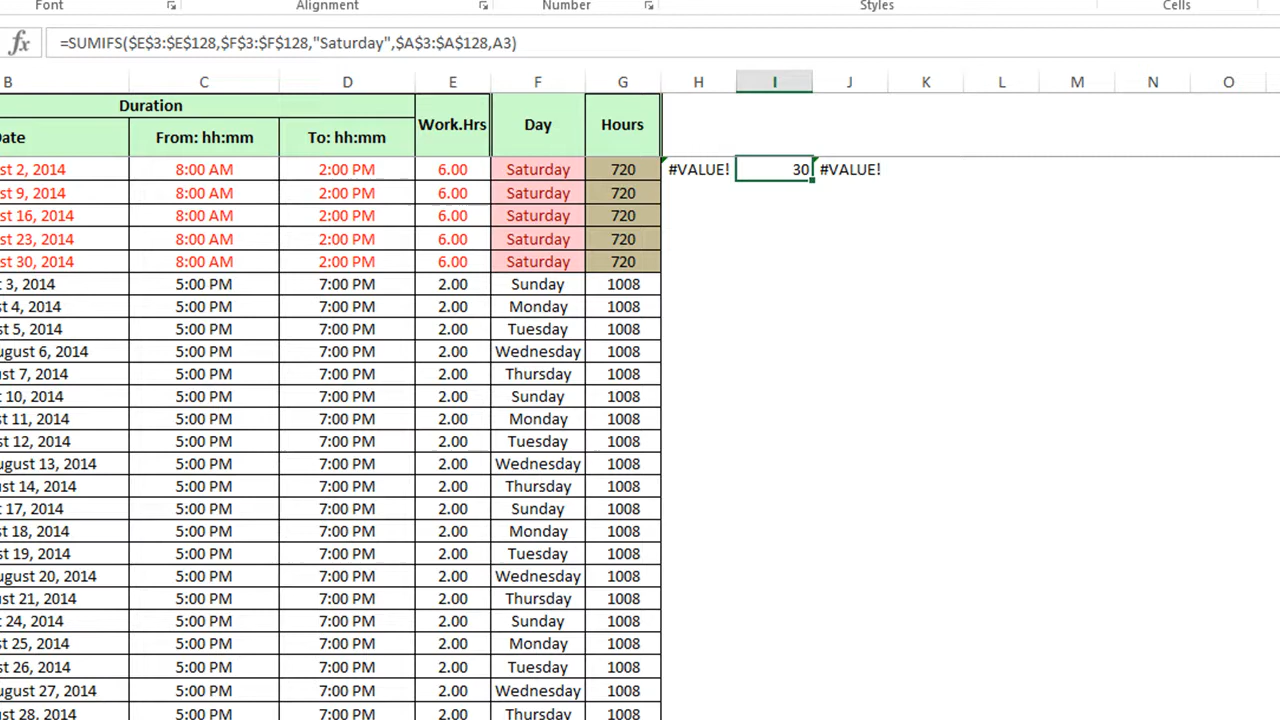 Font Alignment Number Styles Cells
fx =SUMIFS($E$3:$E$128,$F$3:$F$128,"Saturday",$A$3:$A$128,A3)
B C D E F G H I J K L M N O
Duration
ate From: hh:mm To: hh:mm Work.Hrs Day Hours
st 2, 2014 8:00 AM 2:00 PM 6.00 Saturday 720 #VALUE! 30 #VALUE!
st 9, 2014 8:00 AM 2:00 PM 6.00 Saturday 720
st 16, 2014 8:00 AM 2:00 PM 6.00 Saturday 720
st 23, 2014 8:00 AM 2:00 PM 6.00 Saturday 720
st 30, 2014 8:00 AM 2:00 PM 6.00 Saturday 720
t 3, 2014 5:00 PM 7:00 PM 2.00 Sunday 1008
st 4, 2014 5:00 PM 7:00 PM 2.00 Monday 1008
st 5, 2014 5:00 PM 7:00 PM 2.00 Tuesday 1008
ugust 6, 2014 5:00 PM 7:00 PM 2.00 Wednesday 1008
st 7, 2014 5:00 PM 7:00 PM 2.00 Thursday 1008
t 10, 2014 5:00 PM 7:00 PM 2.00 Sunday 1008
st 11, 2014 5:00 PM 7:00 PM 2.00 Monday 1008
st 12, 2014 5:00 PM 7:00 PM 2.00 Tuesday 1008
ugust 13, 2014 5:00 PM 7:00 PM 2.00 Wednesday 1008
ust 14, 2014 5:00 PM 7:00 PM 2.00 Thursday 1008
t 17, 2014 5:00 PM 7:00 PM 2.00 Sunday 1008
st 18, 2014 5:00 PM 7:00 PM 2.00 Monday 1008
st 19, 2014 5:00 PM 7:00 PM 2.00 Tuesday 1008
ugust 20, 2014 5:00 PM 7:00 PM 2.00 Wednesday 1008
ust 21, 2014 5:00 PM 7:00 PM 2.00 Thursday 1008
t 24, 2014 5:00 PM 7:00 PM 2.00 Sunday 1008
st 25, 2014 5:00 PM 7:00 PM 2.00 Monday 1008
st 26, 2014 5:00 PM 7:00 PM 2.00 Tuesday 1008
ugust 27, 2014 5:00 PM 7:00 PM 2.00 Wednesday 1008
ust 28, 2014 5:00 PM 7:00 PM 2.00 Thursday 1008